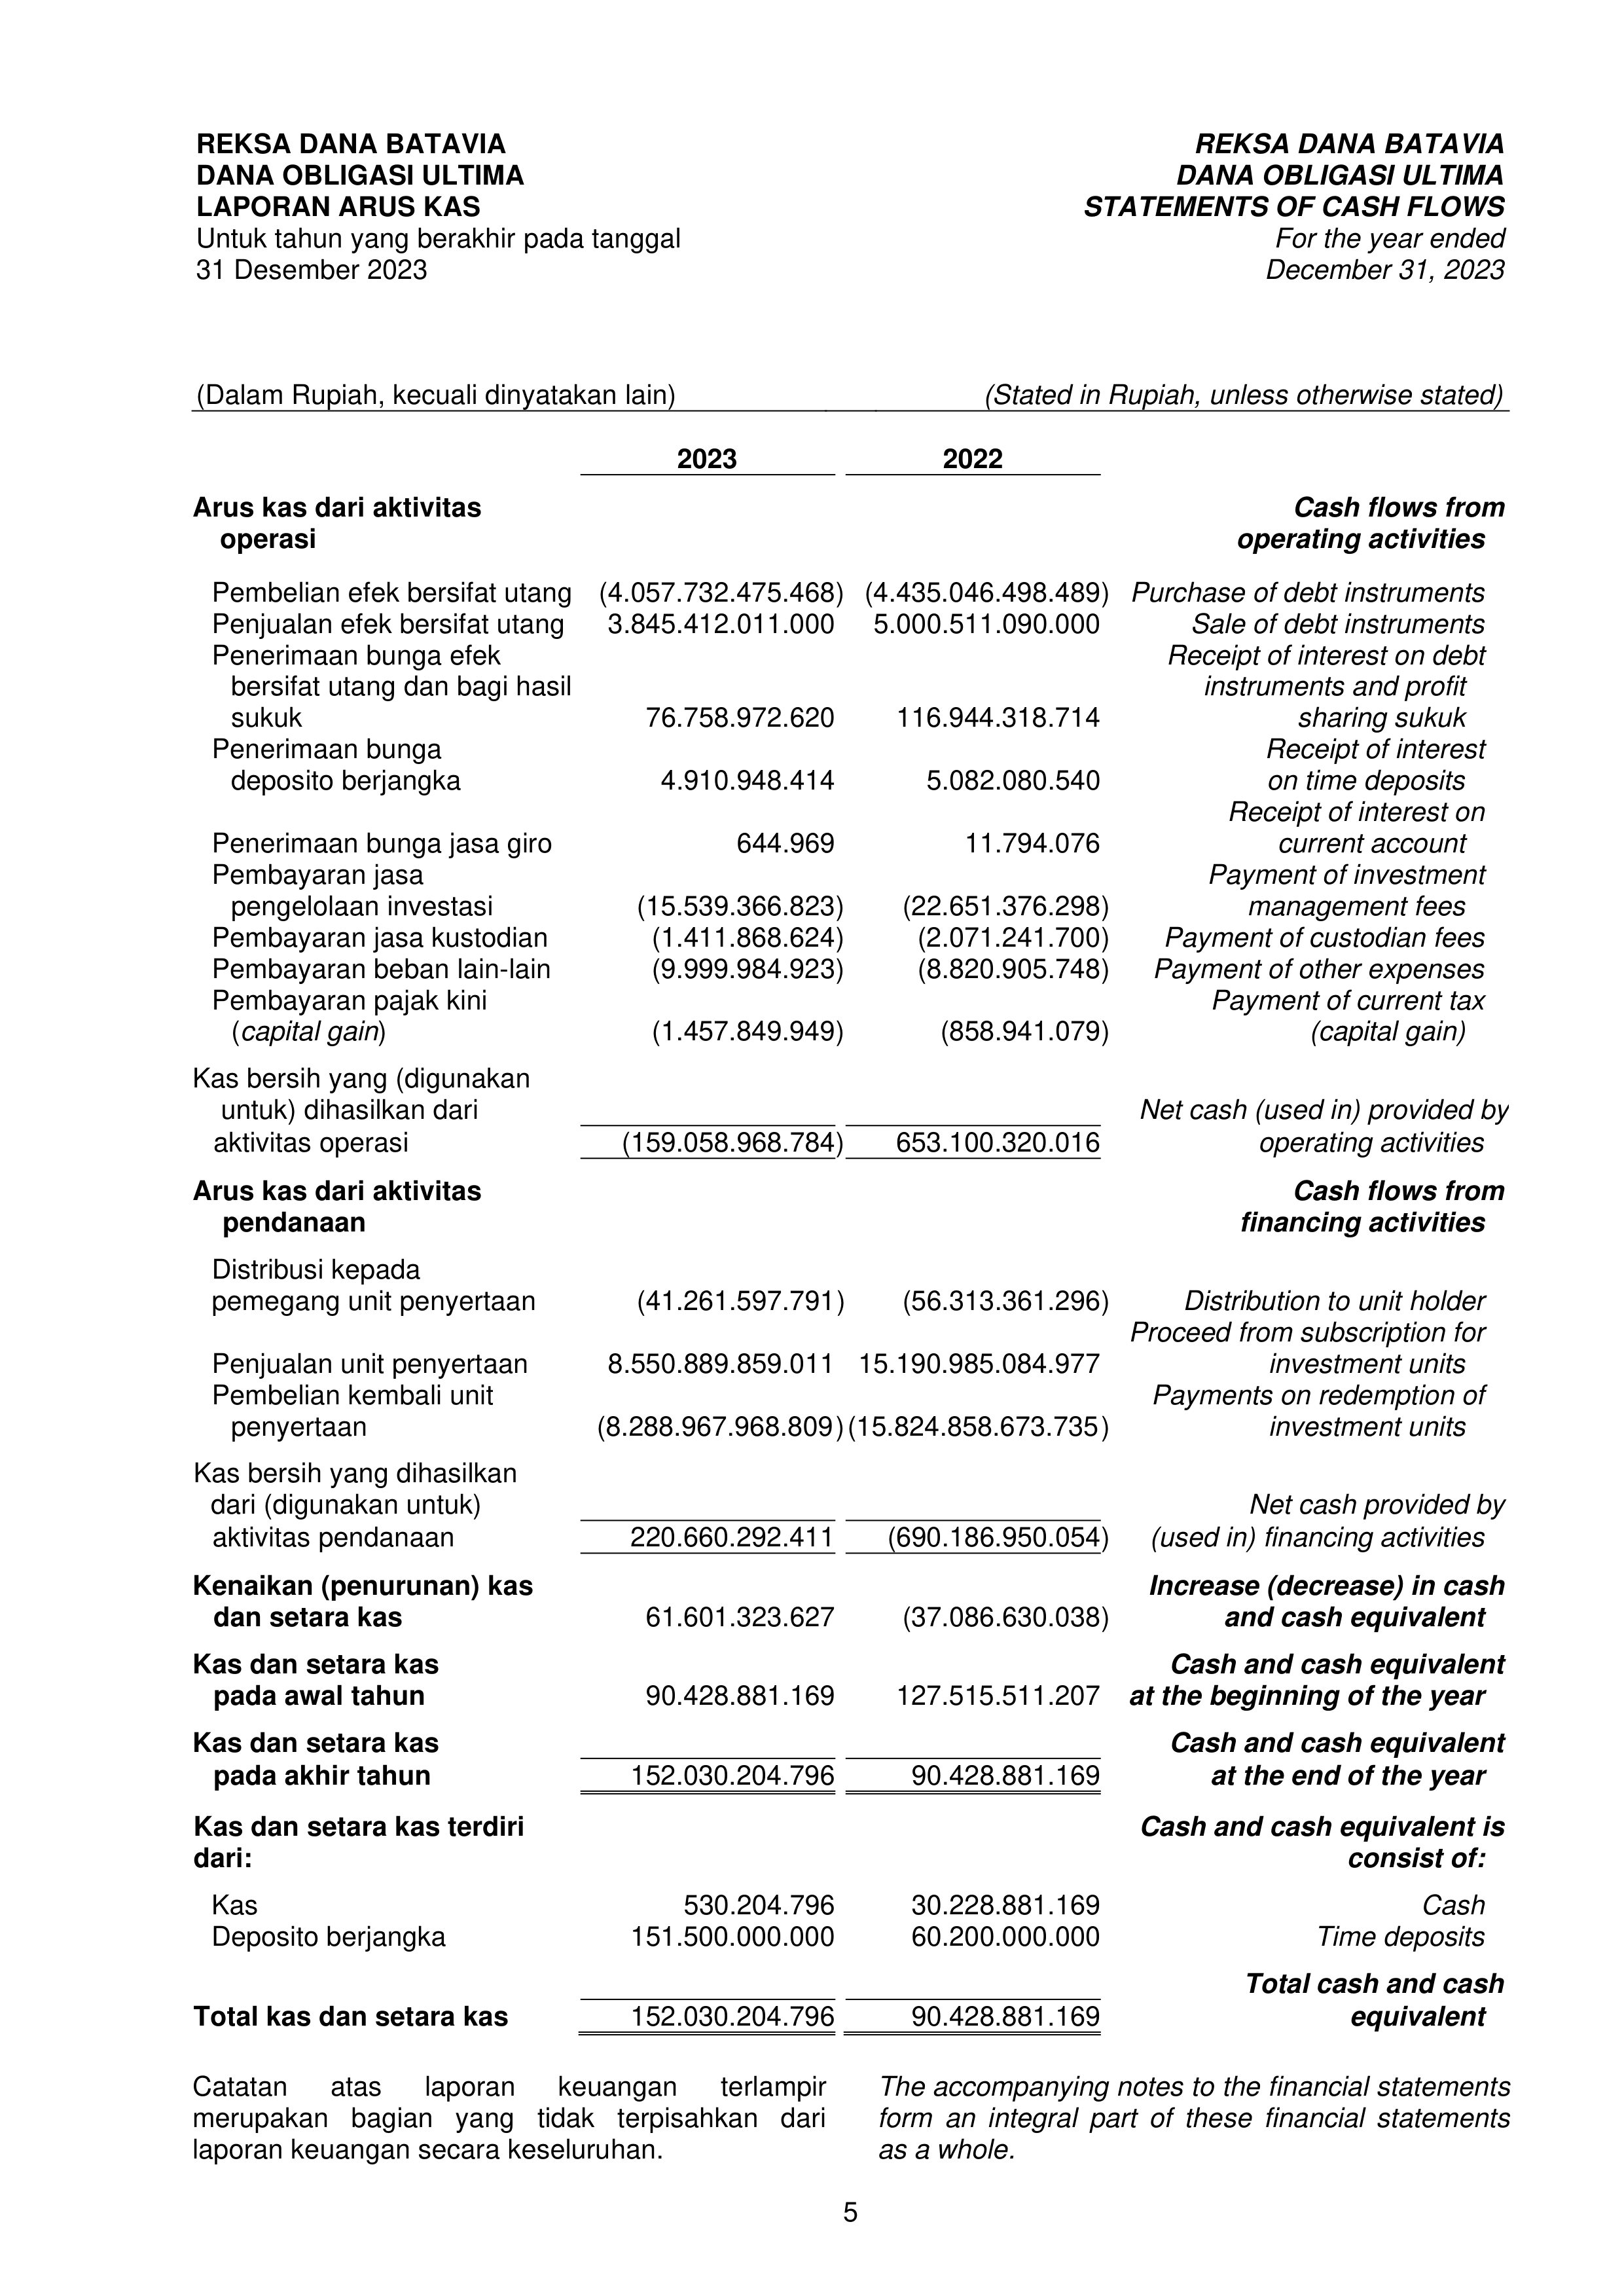 REKSA DANA BATAVIA REKSA DANA BATAVIA
DANA OBLIGASI ULTIMA DANA OBLIGASI ULTIMA
LAPORAN ARUS KAS STATEMENTS OF CASH FLOWS
Untuk tahun yang berakhir pada tanggal For the year ended
31 Desember 2023 December 31, 2023
(Dalam Rupiah, kecuali dinyatakan lain) (Stated in Rupiah, unless otherwise stated)
2023 2022
Arus kas dari aktivitas Cash flows from
operasi operating activities
Pembelian efek bersifat utang (4.057.732.475.468) (4.435.046.498.489) Purchase of debt instruments
Penjualan efek bersifat utang 3.845.412.011.000 5.000.511.090.000 Sale of debt instruments
Penerimaan bunga efek Receipt of interest on debt
bersifat utang dan bagi hasil instruments and profit
sukuk 76.758.972.620 116.944.318.714 sharing sukuk
Penerimaan bunga Receipt of interest
deposito berjangka 4.910.948.414 5.082.080.540 on time deposits
Receipt of interest on
Penerimaan bunga jasa giro 644.969 11.794.076 current account
Pembayaran jasa Payment of investment
pengelolaan investasi (15.539.366.823) (22.651.376.298) management fees
Pembayaran jasa kustodian (1.411.868.624) (2.071.241.700) Payment of custodian fees
Pembayaran beban lain-lain (9.999.984.923) (8.820.905.748) Payment of other expenses
Pembayaran pajak kini Payment of current tax
(capital gain) (1.457.849.949) (858.941.079) (capital gain)
Kas bersih yang (digunakan
untuk) dihasilkan dari Net cash (used in) provided by
aktivitas operasi (159.058.968.784) 653.100.320.016 operating activities
Arus kas dari aktivitas Cash flows from
pendanaan financing activities
Distribusi kepada
pemegang unit penyertaan (41.261.597.791) (56.313.361.296) Distribution to unit holder
Proceed from subscription for
Penjualan unit penyertaan 8.550.889.859.011 15.190.985.084.977 investment units
Pembelian kembali unit Payments on redemption of
penyertaan (8.288.967.968.809) (15.824.858.673.735) investment units
Kas bersih yang dihasilkan
dari (digunakan untuk) Net cash provided by
aktivitas pendanaan 220.660.292.411 (690.186.950.054) (used in) financing activities
Kenaikan (penurunan) kas Increase (decrease) in cash
dan setara kas 61.601.323.627 (37.086.630.038) and cash equivalent
Kas dan setara kas Cash and cash equivalent
pada awal tahun 90.428.881.169 127.515.511.207 at the beginning of the year
Kas dan setara kas Cash and cash equivalent
pada akhir tahun 152.030.204.796 90.428.881.169 at the end of the year
Kas dan setara kas terdiri Cash and cash equivalent is
dari: consist of:
Kas 530.204.796 30.228.881.169 Cash
Deposito berjangka 151.500.000.000 60.200.000.000 Time deposits
Total cash and cash
Total kas dan setara kas 152.030.204.796 90.428.881.169 equivalent
Catatan atas laporan keuangan terlampir The accompanying notes to the financial statements
merupakan bagian yang tidak terpisahkan dari form an integral part of these financial statements
laporan keuangan secara keseluruhan. as a whole.
5